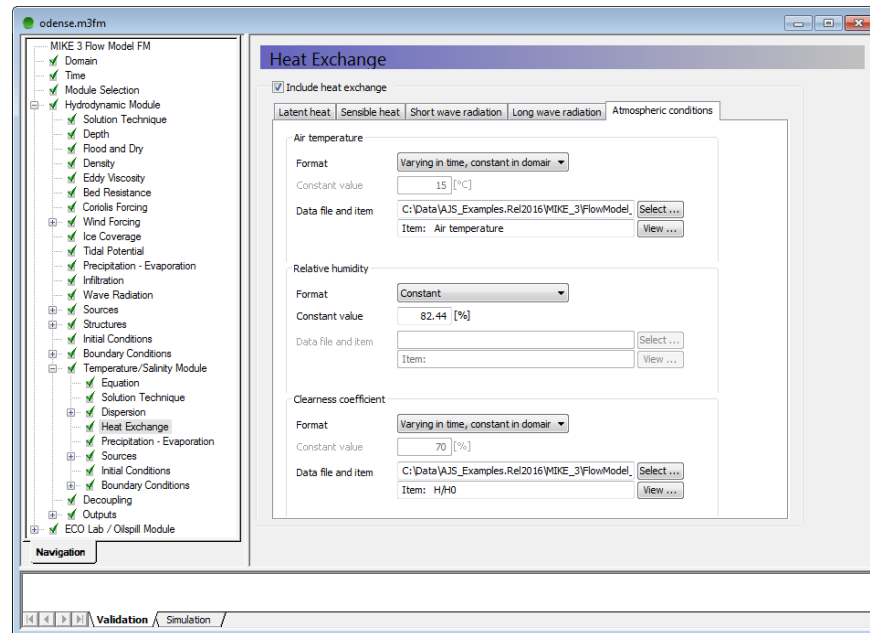 odense.m3fm
MIKE 3 Flow Model FM
Domain
Time
Module Selection
Hydrodynamic Module
Solution Technique
Depth
Flood and Dry
Density
Eddy Viscosity
Bed Resistance
Coriolis Forcing
Wind Forcing
Ice Coverage
Tidal Potential
Precipitation - Evaporation
Infiltration
Wave Radiation
Sources
Structures
Initial Conditions
Boundary Conditions
Temperature/Salinity Module
Equation
Solution Technique
Dispersion
Heat Exchange
Precipitation - Evaporation
Sources
Initial Conditions
Boundary Conditions
Decoupling
Outputs
ECO Lab / Oilspill Module
Navigation
Heat Exchange
Include heat exchange
Latent heat Sensible heat Short wave radiation Long wave radiation Atmospheric conditions
Air temperature
Format Varying in time, constant in domain
Constant value 15 [°C]
Data file and item C:\Data\AJS_Examples.Rel2016\MIKE_3\FlowModel_ Select ...
Item: Air temperature View ...
Relative humidity
Format Constant
Constant value 82.44 [%]
Data file and item Select ...
Item: View ...
Clearness coefficient
Format Varying in time, constant in domain
Constant value 70 [%]
Data file and item C:\Data\AJS_Examples.Rel2016\MIKE_3\FlowModel_ Select ...
Item: H/H0 View ...
Validation Simulation